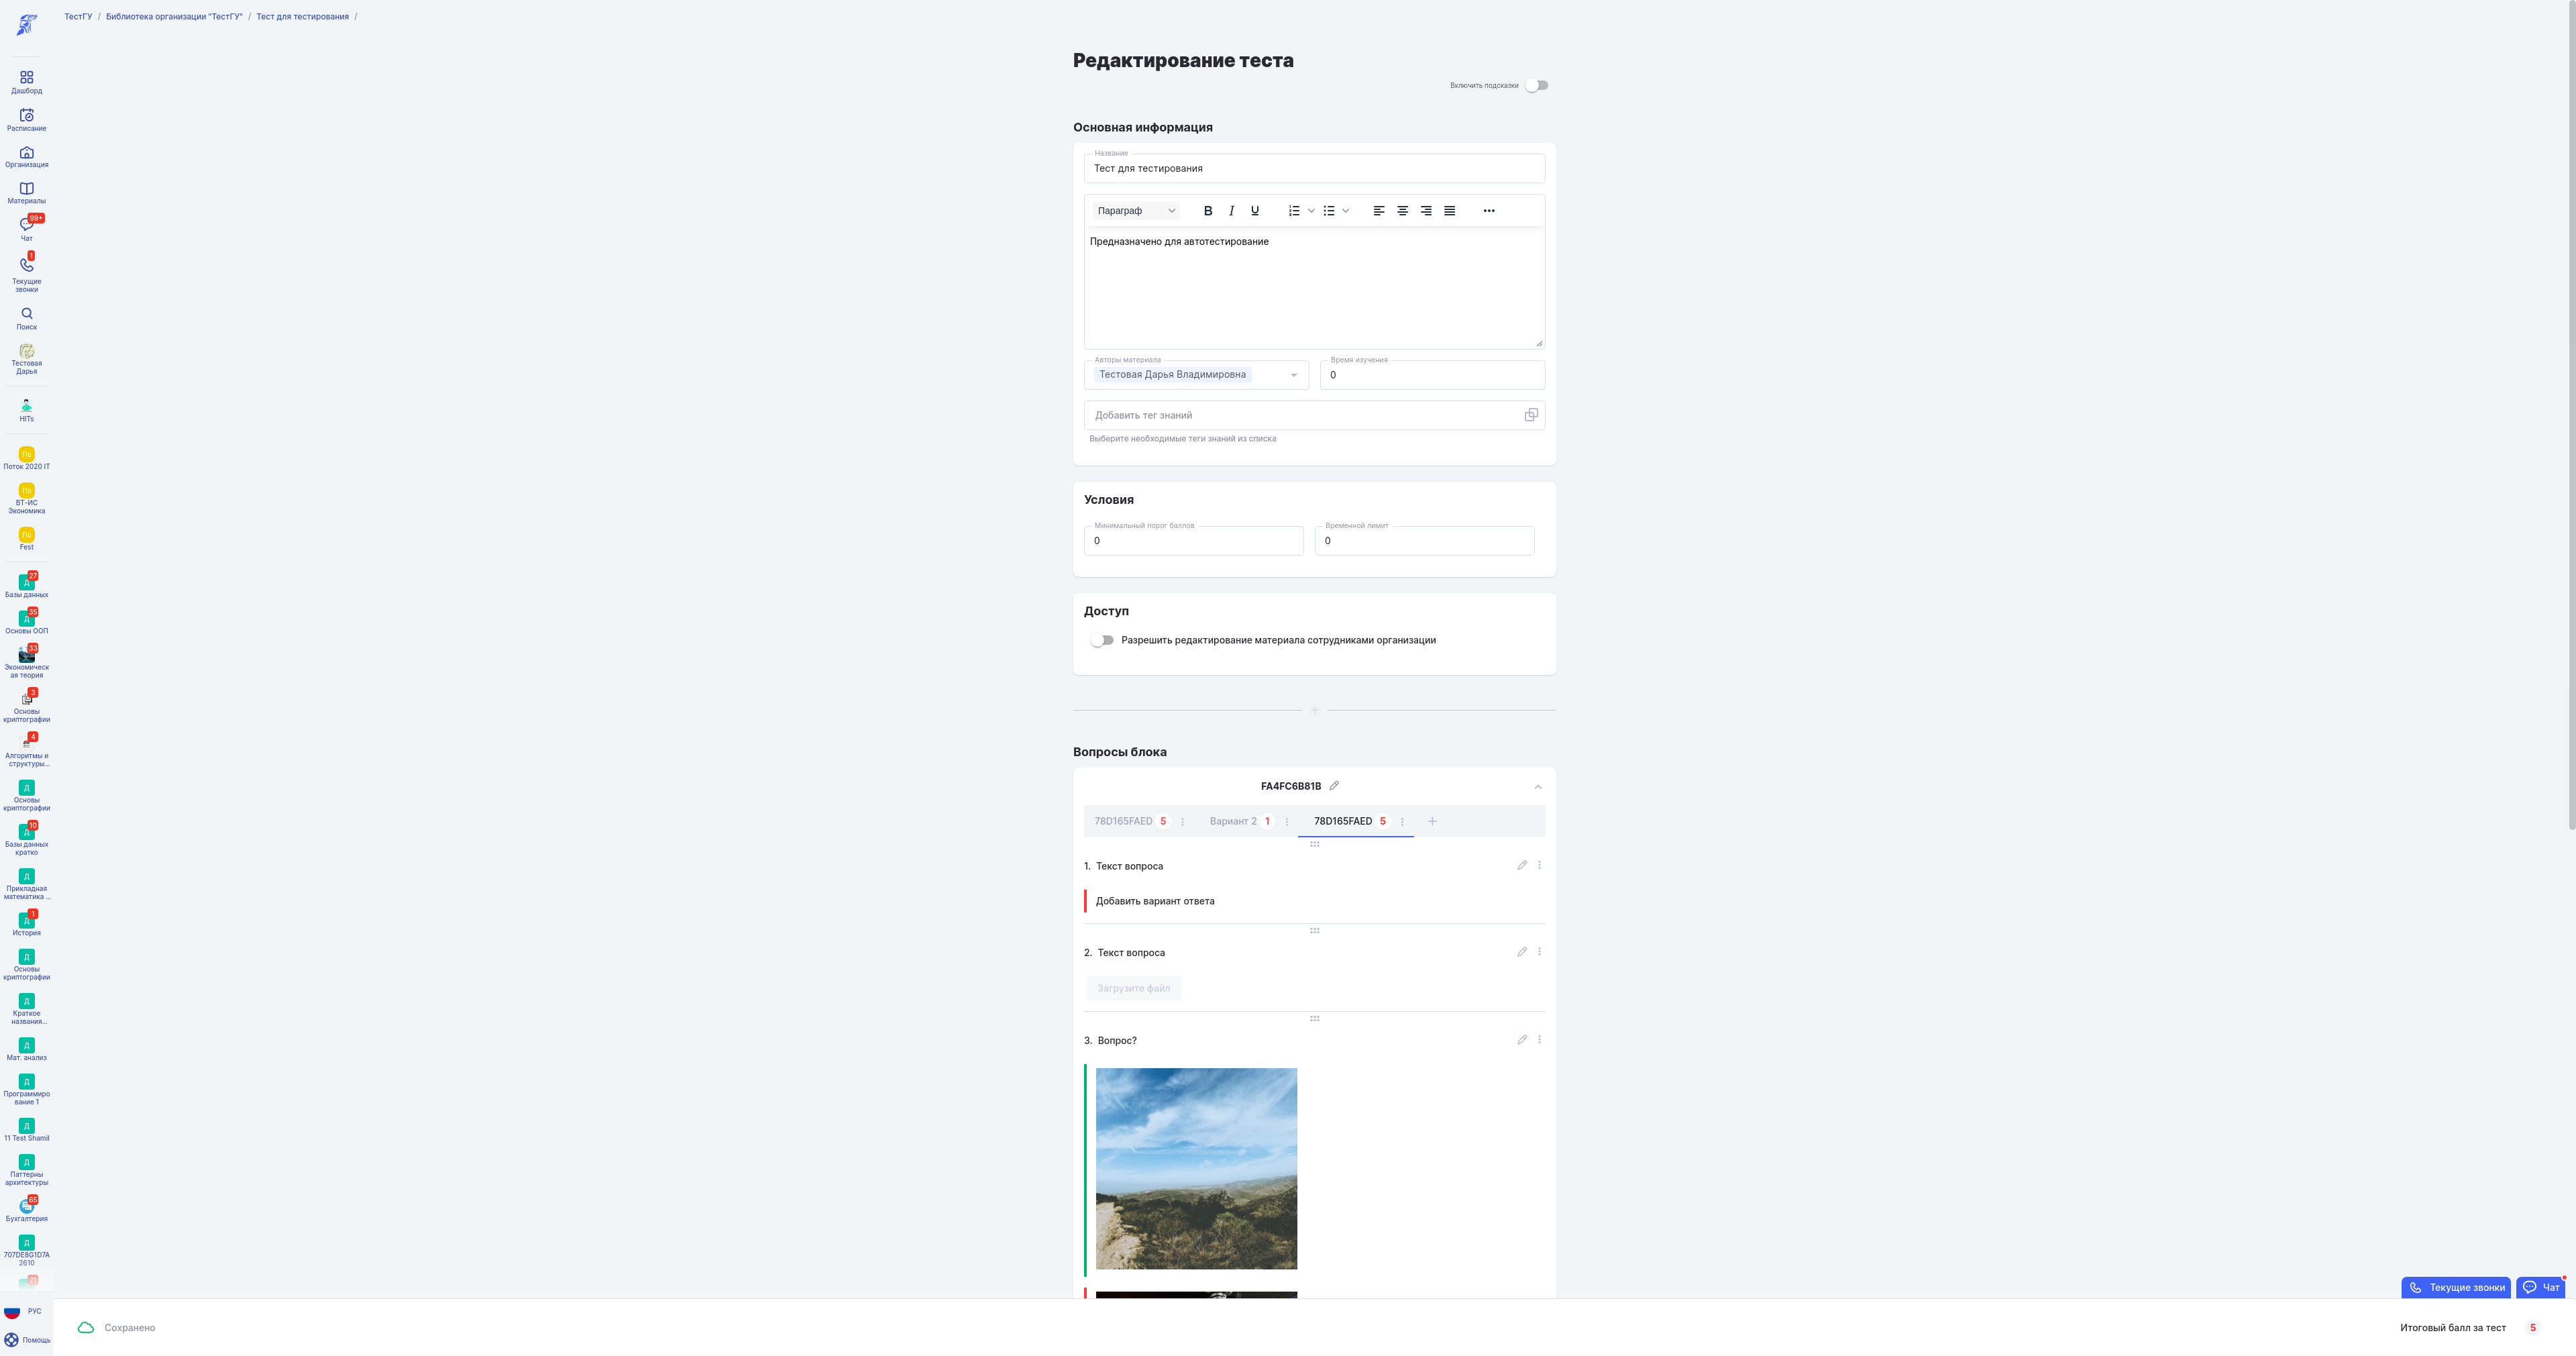 ТестГУ / Библиотека организации "ТестГУ" / Тест для тестирования /
Дашборд
Расписание
Организация
Материалы
99+
Чат
1
Текущие
звонки
Поиск
Тестовая
Дарья
HITs
По
Поток 2020 IT
По
ВТ-ИС
Экономика
По
Fest
27
Д
Базы данных
35
Д
Основы ООП
33
Экономическ
ая теория
3
Основы
криптографии
4
Алгоритмы и
структуры...
Д
Основы
криптографии
10
Д
Базы данных
кратко
Д
Прикладная
математика ...
1
Д
История
Д
Основы
криптографии
Д
Краткое
названия...
Д
Мат. анализ
Д
Программиро
вание 1
Д
11 Test Shamil
Д
Паттерны
архитектуры
65
Бухгалтерия
Д
707DE8G1D7A
2610
РУС
Помощь
Редактирование теста
Включить подсказки
Основная информация
Название
Тест для тестирования
Параграф B I U
Предназначено для автотестирование
Авторы материала
Тестовая Дарья Владимировна
Время изучения
0
Добавить тег знаний
Выберите необходимые теги знаний из списка
Условия
Минимальный порог баллов
0
Временной лимит
0
Доступ
Разрешить редактирование материала сотрудниками организации
Вопросы блока
FA4FC6B81B
78D165FAED 5 Вариант 2 1 78D165FAED 5
1. Текст вопроса
Добавить вариант ответа
2. Текст вопроса
Загрузите файл
3. Вопрос?
Текущие звонки Чат
Сохранено
Итоговый балл за тест 5